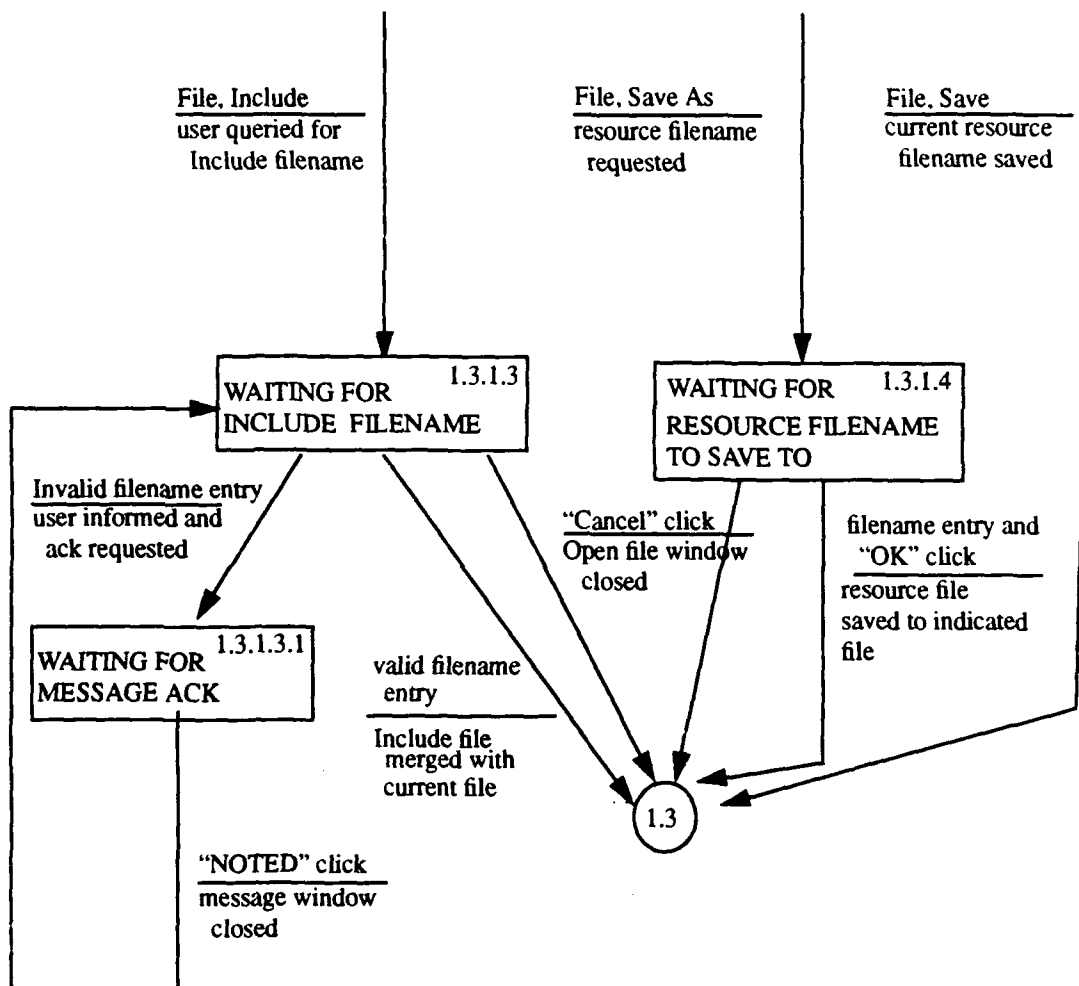 File, Include
user queried for
Include filename
File, Save As
resource filename
requested
File, Save
current resource
filename saved
1.3.1.3
WAITING FOR
INCLUDE FILENAME
1.3.1.4
WAITING FOR
RESOURCE FILENAME
TO SAVE TO
Invalid filename entry
user informed and
ack requested
"Cancel" click
Open file window
closed
filename entry and
"OK" click
resource file
saved to indicated
file
1.3.1.3.1
WAITING FOR
MESSAGE ACK
valid filename
entry
Include file
merged with
current file
1.3
"NOTED" click
message window
closed